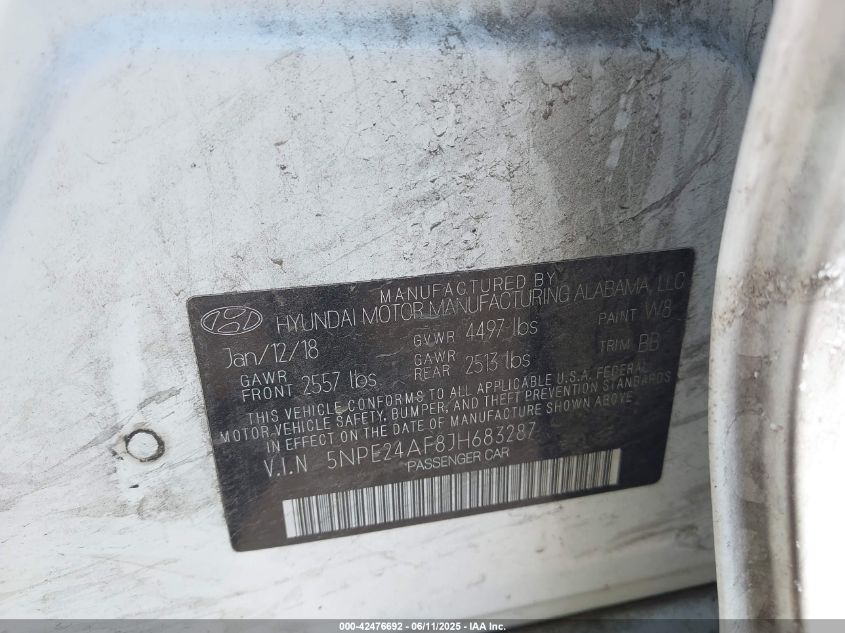 MANUFACTURED BY
HYUNDAI MOTOR MANUFACTURING ALABAMA, LLC
Jan/12/18 GVWR 4497 lbs PAINT W8
GAWR FRONT 2557 lbs GAWR REAR 2513 lbs TRIM BB
THIS VEHICLE CONFORMS TO ALL APPLICABLE U.S.A. FEDERAL
MOTOR VEHICLE SAFETY, BUMPER, AND THEFT PREVENTION STANDARDS
IN EFFECT ON THE DATE OF MANUFACTURE SHOWN ABOVE.
V.I.N 5NPE24AF8JH683287
PASSENGER CAR
000-42476692 - 06/11/2025 - IAA Inc.